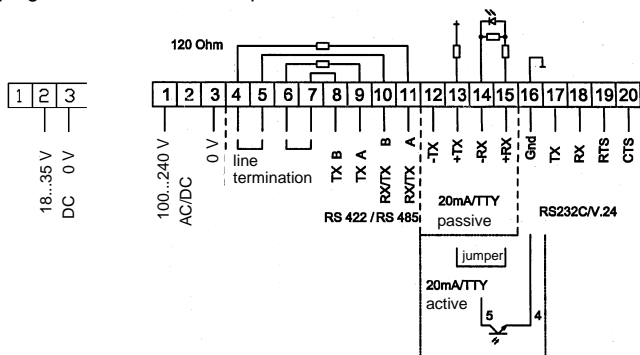 120 Ohm
1 2 3
1 2 3 4 5 6 7 8 9 10 11 12 13 14 15 16 17 18 19 20
18...35 V
DC 0 V
100...240 V
AC/DC
0 V
line
termination
TX B
TX A
RX/TX B
RX/TX A
RS 422 / RS 485
-TX
+TX
-RX
+RX
Gnd
TX
RX
RTS
CTS
20mA/TTY
passive
RS232C/V.24
jumper
20mA/TTY
active
5 4